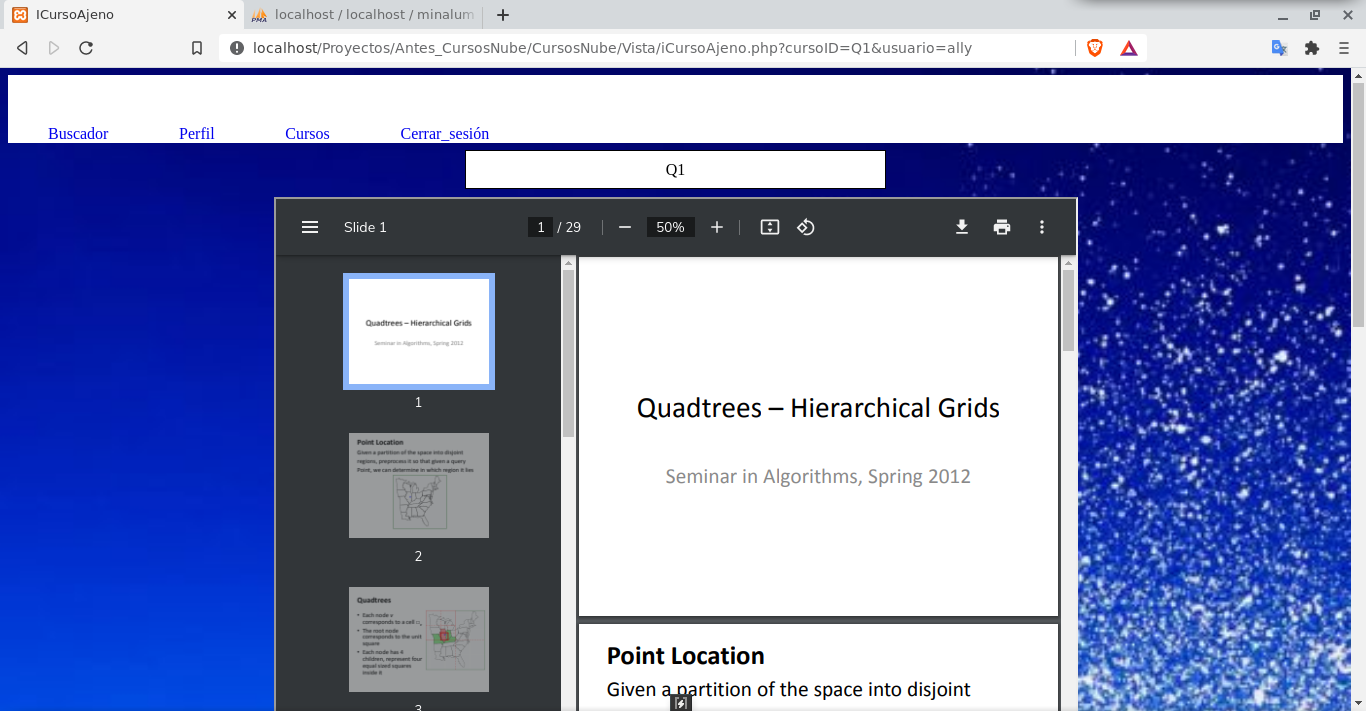 ICursoAjeno
localhost / localhost / minalum
localhost/Proyectos/Antes_CursosNube/CursosNube/Vista/iCursoAjeno.php?cursoID=Q1&usuario=ally
Buscador Perfil Cursos Cerrar_sesión
Q1
Slide 1
1 / 29
50%
Quadtrees – Hierarchical Grids
Seminar in Algorithms, Spring 2012
1
Point Location
Given a partition of the space into disjoint
regions, preprocess it so that given a query
Point, we can determine in which region it lies
2
Quadtrees
• Each node v
corresponds to a cell
• The root node
corresponds to the unit
square
• Each node has 4
children, represent four
equal sized squares
inside it
3
Quadtrees – Hierarchical Grids
Seminar in Algorithms, Spring 2012
Point Location
Given a partition of the space into disjoint